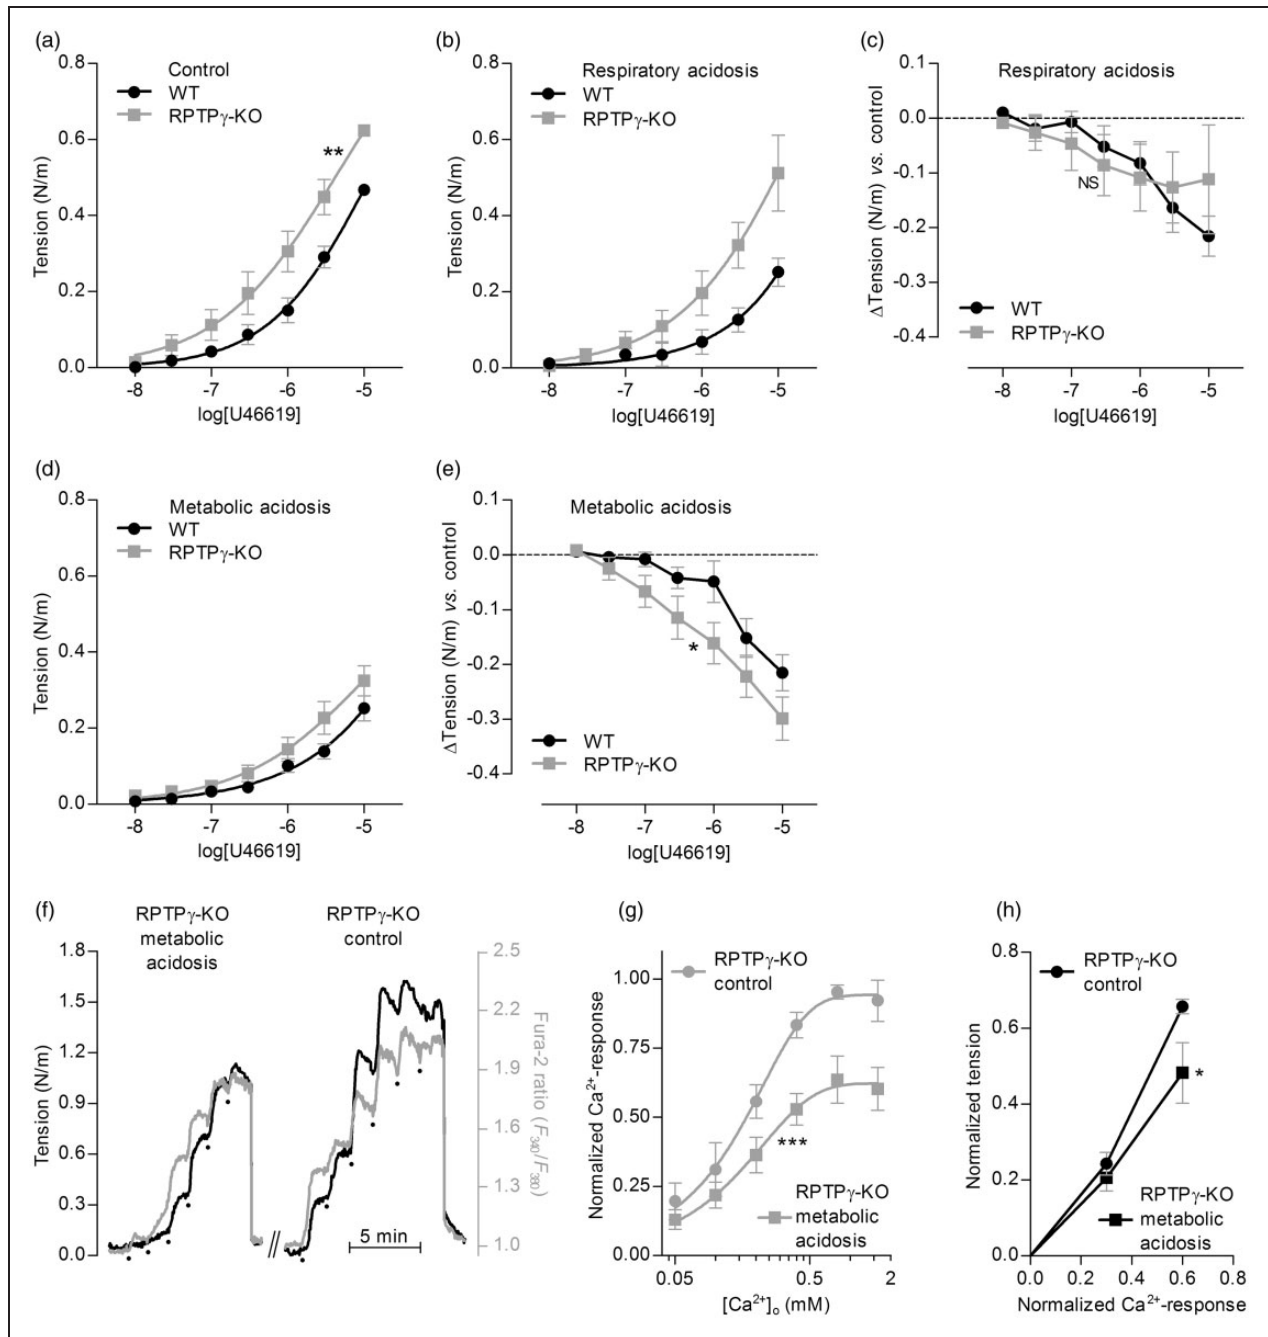 (a)
Control
WT
RPTPγ-KO
**
Tension (N/m)
0.8
0.6
0.4
0.2
0.0
-8 -7 -6 -5
log[U46619]
(b)
Respiratory acidosis
WT
RPTPγ-KO
Tension (N/m)
0.8
0.6
0.4
0.2
0.0
-8 -7 -6 -5
log[U46619]
(c)
Respiratory acidosis
NS
WT
RPTPγ-KO
ΔTension (N/m) vs. control
0.1
0.0
-0.1
-0.2
-0.3
-0.4
-8 -7 -6 -5
log[U46619]
(d)
Metabolic acidosis
WT
RPTPγ-KO
Tension (N/m)
0.8
0.6
0.4
0.2
0.0
-8 -7 -6 -5
log[U46619]
(e)
Metabolic acidosis
*
WT
RPTPγ-KO
ΔTension (N/m) vs. control
0.1
0.0
-0.1
-0.2
-0.3
-0.4
-8 -7 -6 -5
log[U46619]
(f)
RPTPγ-KO
metabolic
acidosis
RPTPγ-KO
control
Tension (N/m)
1.8
1.5
1.2
0.9
0.6
0.3
0.0
5 min
2.5
2.2
1.9
1.6
1.3
1.0
Fura-2 ratio (F340/F380)
(g)
RPTPγ-KO
control
Normalized Ca²⁺-response
1.00
0.75
0.50
0.25
0.00
***
RPTPγ-KO
metabolic
acidosis
0.05 0.5 2
[Ca²⁺]ₒ (mM)
(h)
RPTPγ-KO
control
Normalized tension
0.8
0.6
0.4
0.2
0.0
*
RPTPγ-KO
metabolic
acidosis
0.0 0.2 0.4 0.6 0.8
Normalized Ca²⁺-response